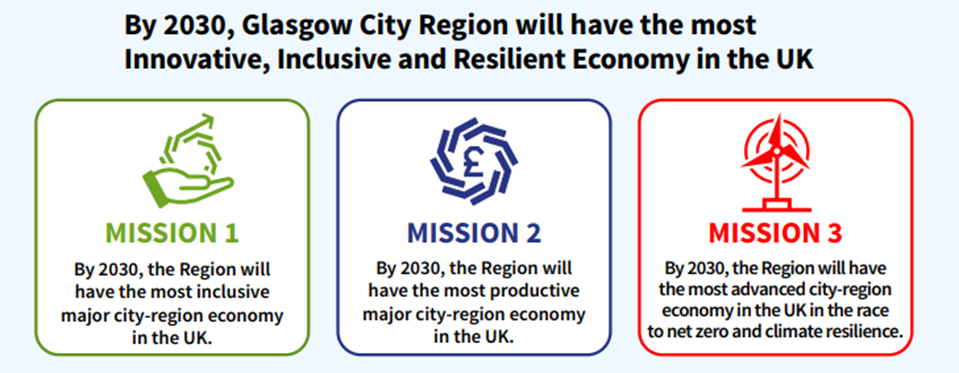 By 2030, Glasgow City Region will have the most
Innovative, Inclusive and Resilient Economy in the UK
MISSION 1
By 2030, the Region will
have the most inclusive
major city-region economy
in the UK.
£
MISSION 2
By 2030, the Region will
have the most productive
major city-region economy
in the UK.
MISSION 3
By 2030, the Region will have
the most advanced city-region
economy in the UK in the race
to net zero and climate resilience.